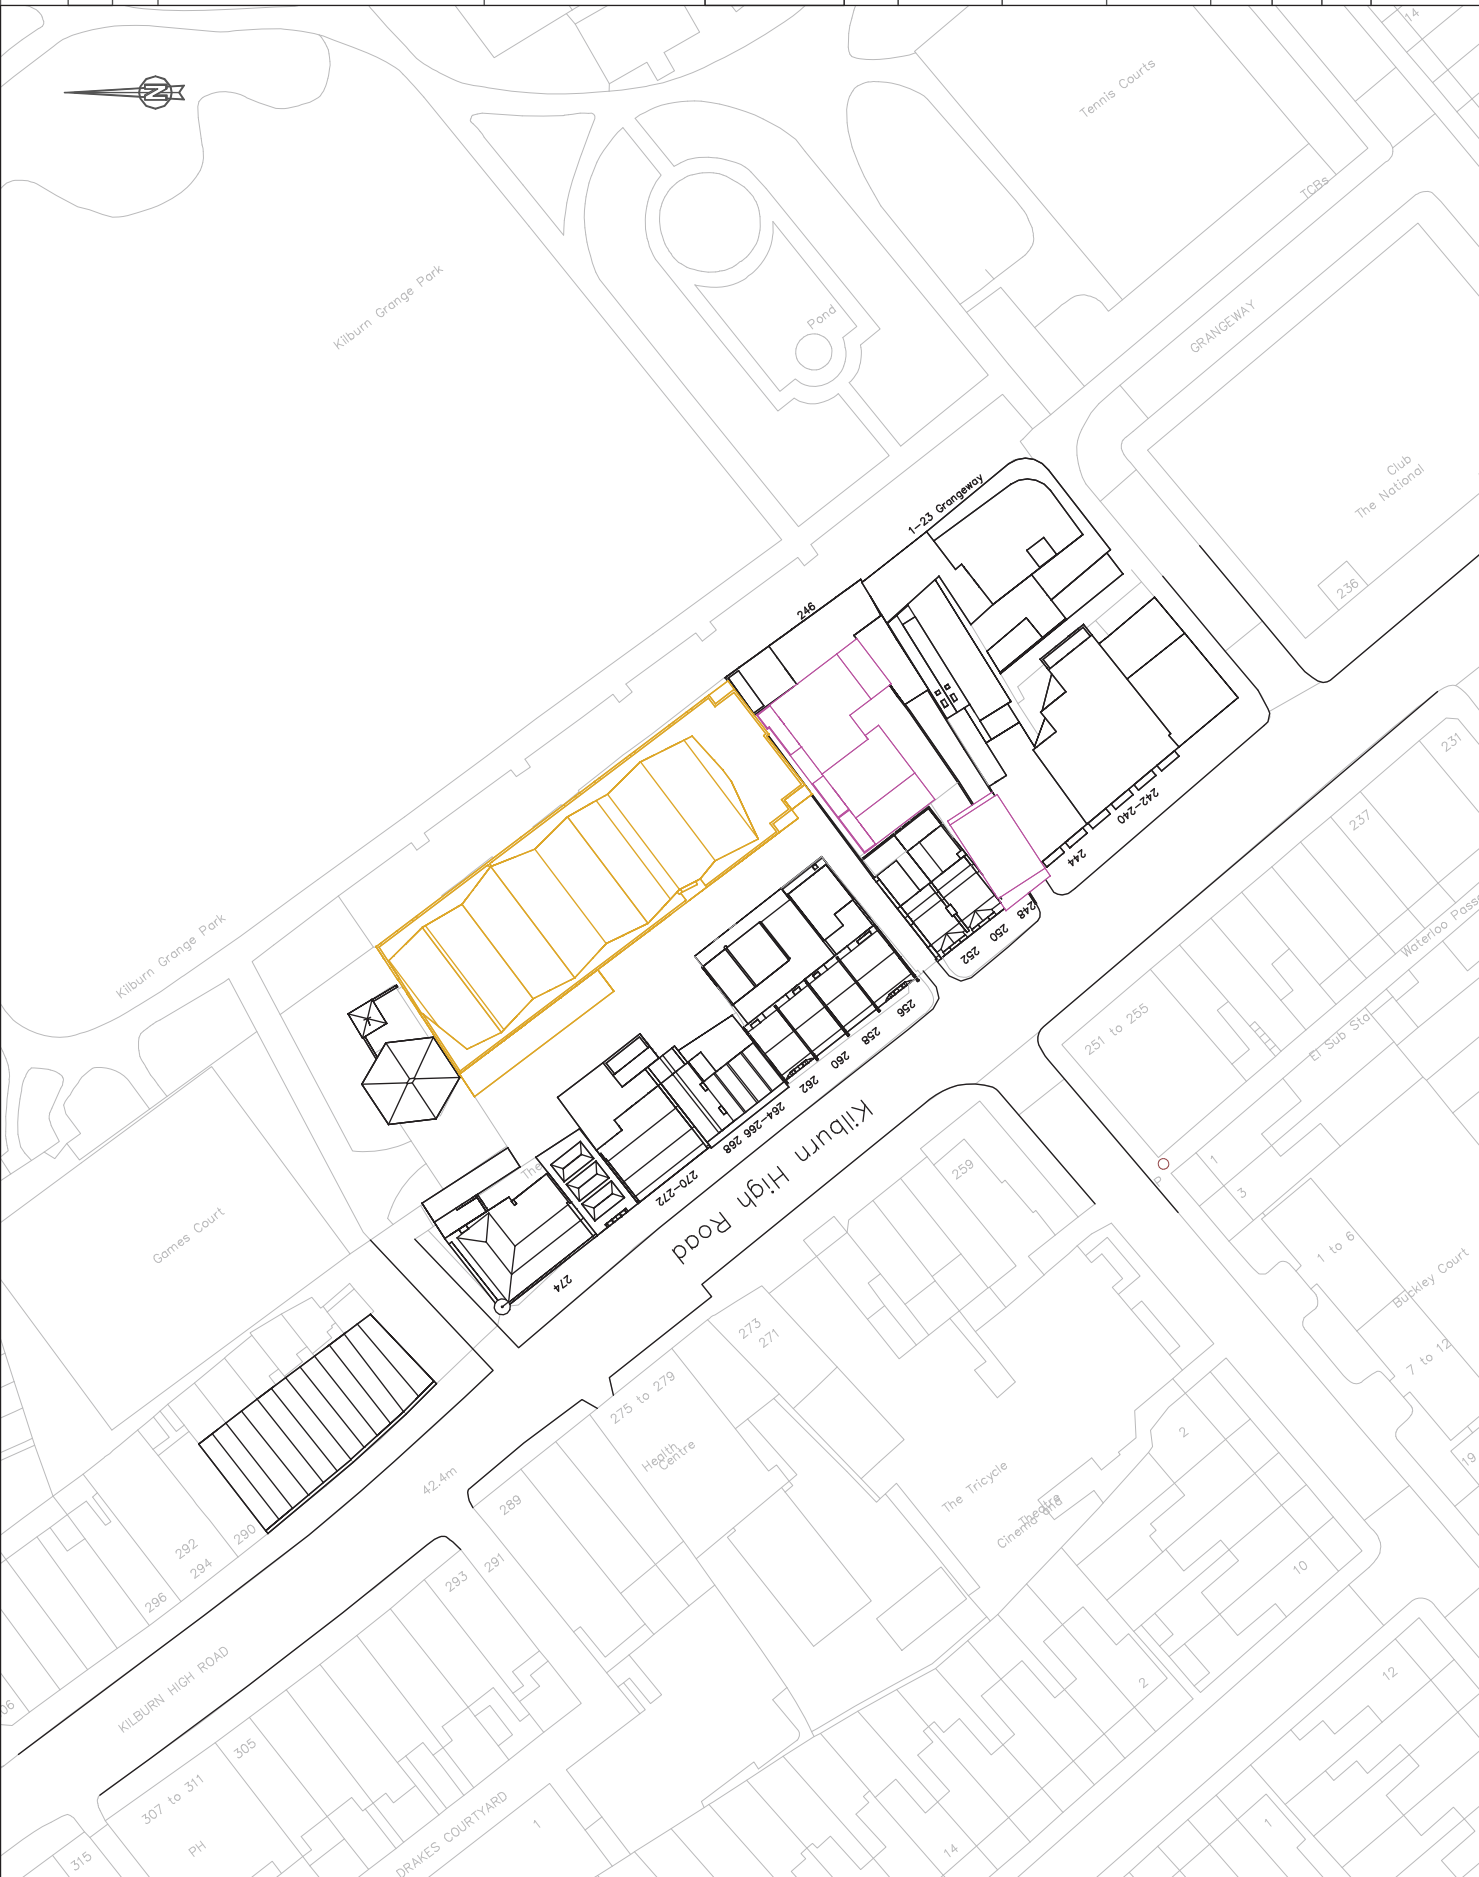 14
Tennis Courts
N
TCBs
Kilburn Grange Park
Pond
GRANGEWAY
Club
The National
1-23 Grangeway
236
246
231
242-240
237
244
Waterloo
248
250
252
Kilburn Grange Park
256
251 to 255
El Sub Sta
258
260
262
264-266
268
Kilburn High Road
270-272
259
1
3
The
P
Games Court
1 to 6
Buckley Court
274
273
271
7 to 12
275 to 279
2
Health
Centre
19
42.4m
The Tricycle
Theatre
Cinema and
289
292
290
294
291
293
296
10
KILBURN HIGH ROAD
2
12
305
307 to 311
DRAKES COURTYARD
1
1
PH
14
315